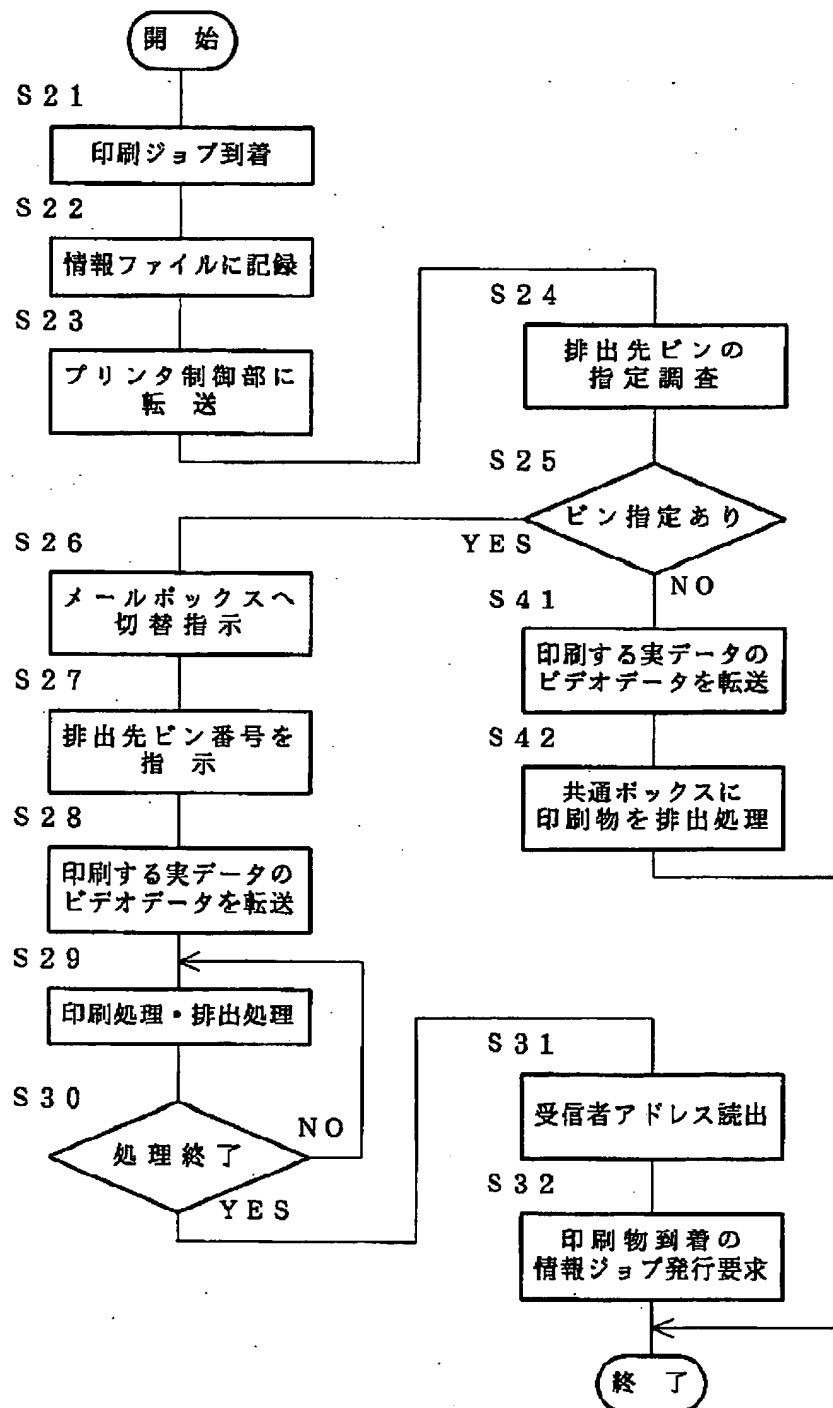 開 始
S21
印刷ジョブ到着
S22
情報ファイルに記録
S23
プリンタ制御部に
転 送
S24
排出先ビンの
指定調査
S25
ビン指定あり
YES
NO
S26
メールボックスへ
切替指示
S27
排出先ビン番号を
指 示
S28
印刷する実データの
ビデオデータを転送
S29
印刷処理・排出処理
S30
処理終了
NO
YES
S41
印刷する実データの
ビデオデータを転送
S42
共通ボックスに
印刷物を排出処理
S31
受信者アドレス読出
S32
印刷物到着の
情報ジョブ発行要求
終 了